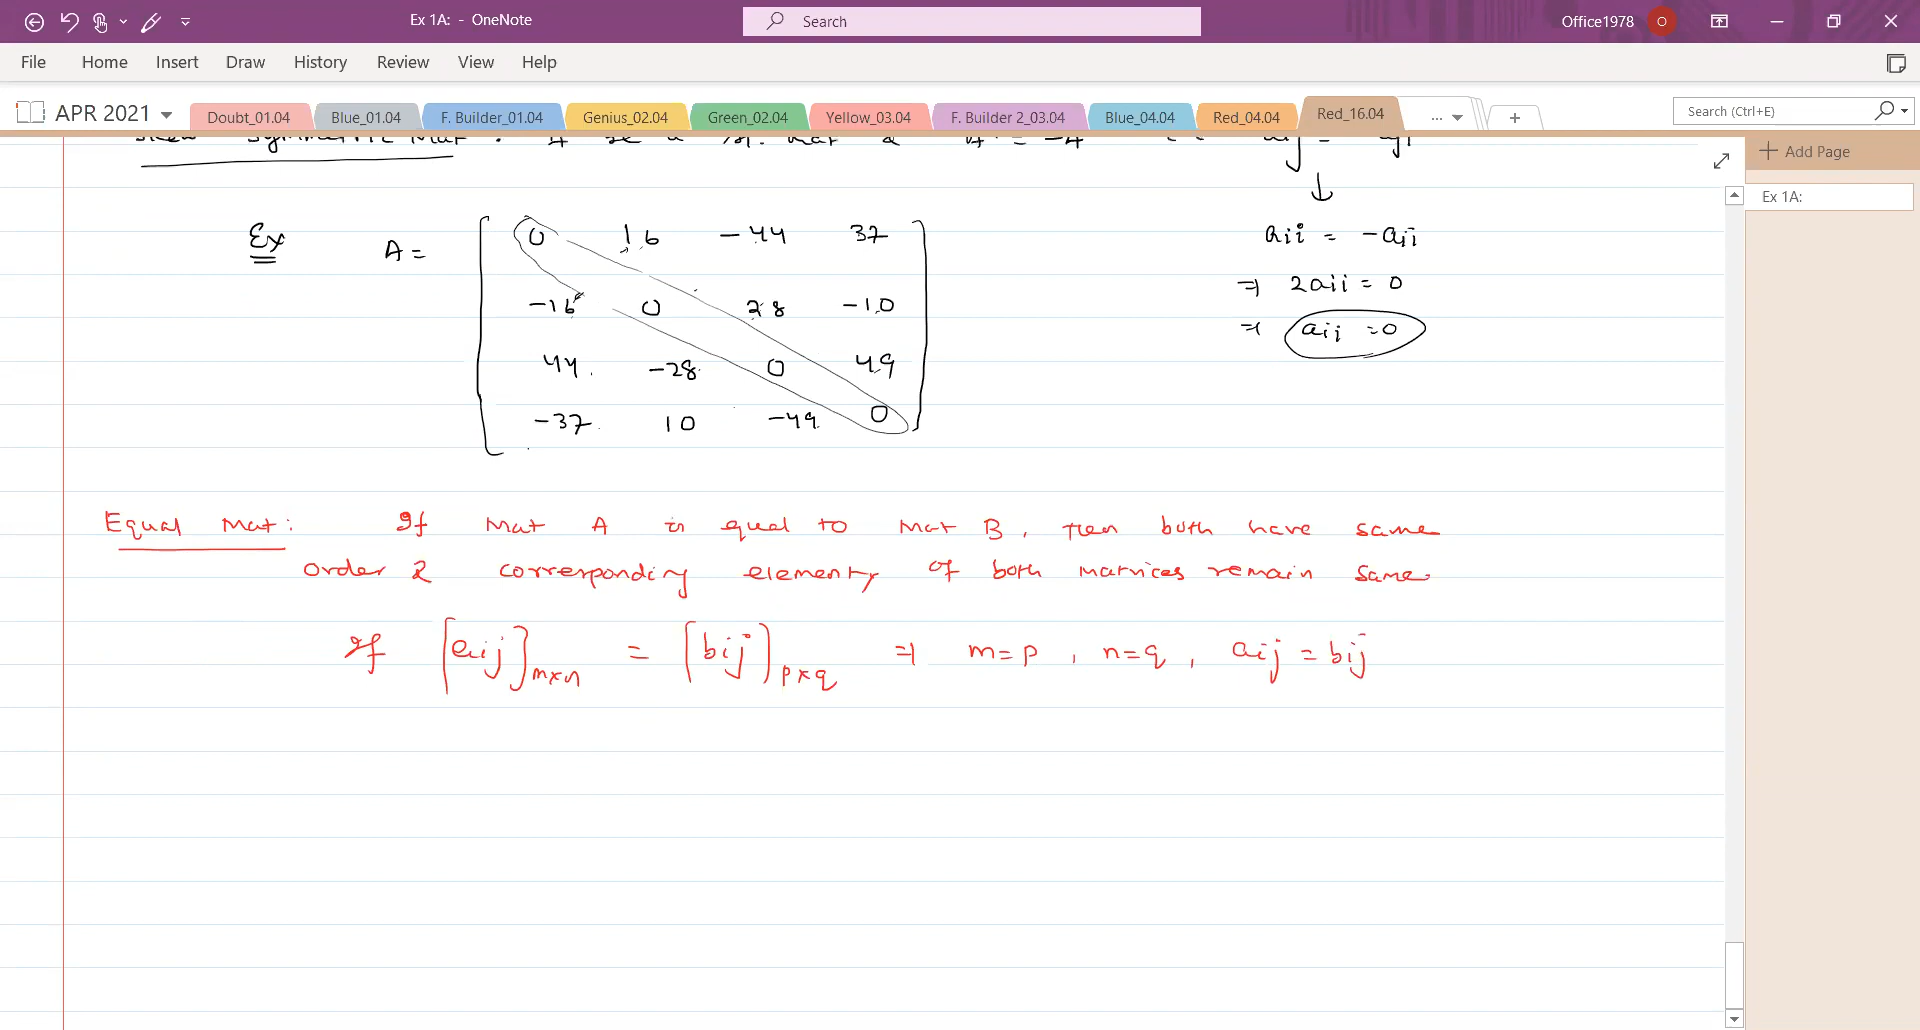 Ex 1A: - OneNote
Search
Office1978
O
File Home Insert Draw History Review View Help
APR 2021
Doubt_01.04 Blue_01.04 F. Builder_01.04 Genius_02.04 Green_02.04 Yellow_03.04 F. Builder 2_03.04 Blue_04.04 Red_04.04 Red_16.04 ... +
Search (Ctrl+E)
+ Add Page
Ex 1A:
Ex A =
0 16 -44 37
-16 0 28 -10
44 -28 0 49
-37 10 -49 0
aii = -aii
⇒ 2aii = 0
⇒ aii = 0
Equal Mat: If Mat A is equal to Mat B, then both have same
order & corresponding elements of both matrices remain same
If [aij]m×n = [bij]p×q ⇒ m=p, n=q, aij = bij